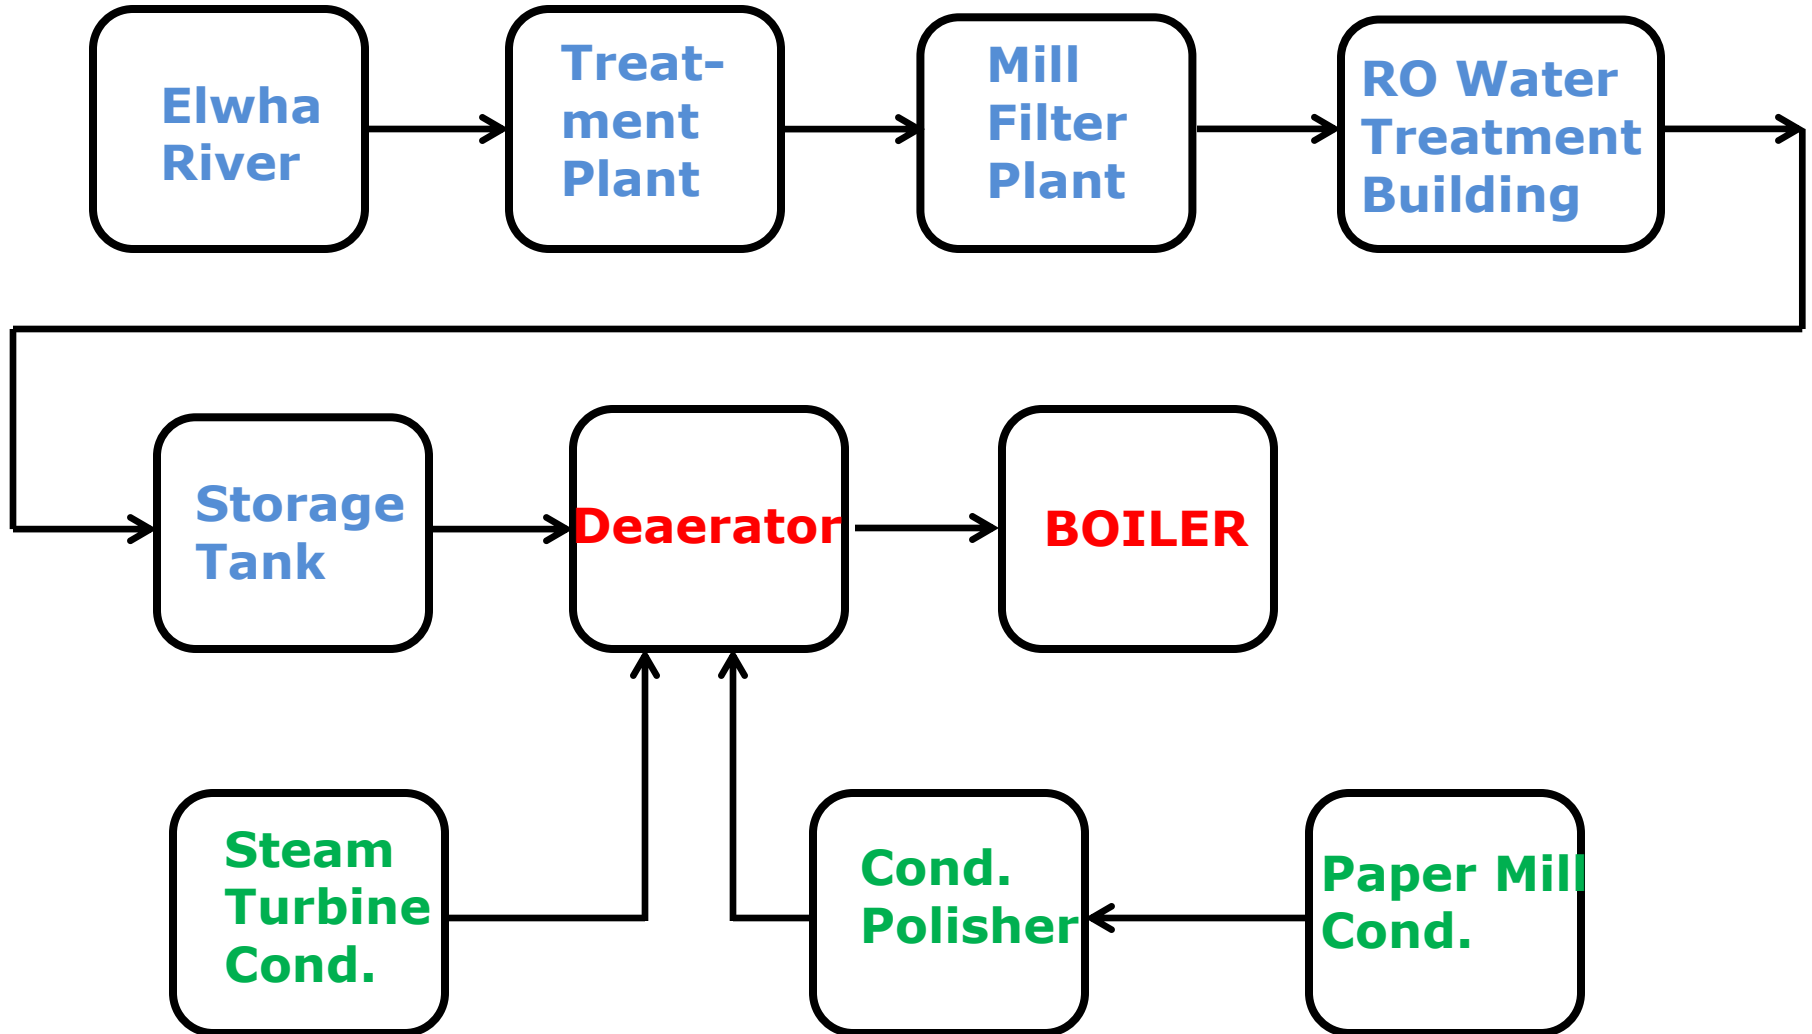 Elwha
River
Treat-
ment
Plant
Mill
Filter
Plant
RO Water
Treatment
Building
Storage
Tank
Deaerator
BOILER
Steam
Turbine
Cond.
Cond.
Polisher
Paper Mill
Cond.